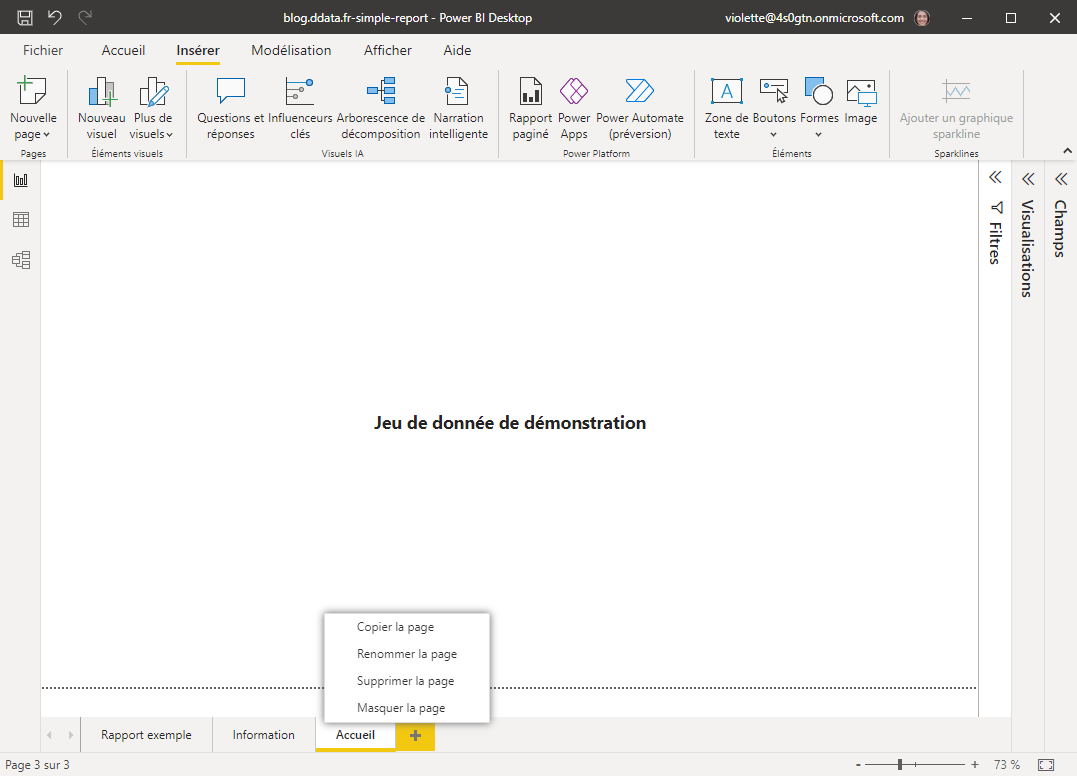 blog.ddata.fr-simple-report - Power BI Desktop
violette@4s0gtn.onmicrosoft.com
Fichier
Accueil
Insérer
Modélisation
Afficher
Aide
Nouvelle
page
Nouveau
visuel
Plus de
visuels
Questions et
réponses
Influenceurs
clés
Arborescence de
décomposition
Narration
intelligente
Rapport
paginé
Power
Apps
Power Automate
(préversion)
Zone de
texte
Boutons
Formes
Image
Ajouter un graphique
sparkline
Pages
Éléments visuels
Visuels IA
Power Platform
Éléments
Sparklines
Filtres
Visualisations
Champs
Jeu de donnée de démonstration
Copier la page
Renommer la page
Supprimer la page
Masquer la page
Rapport exemple
Information
Accueil
Page 3 sur 3
- + 73 %